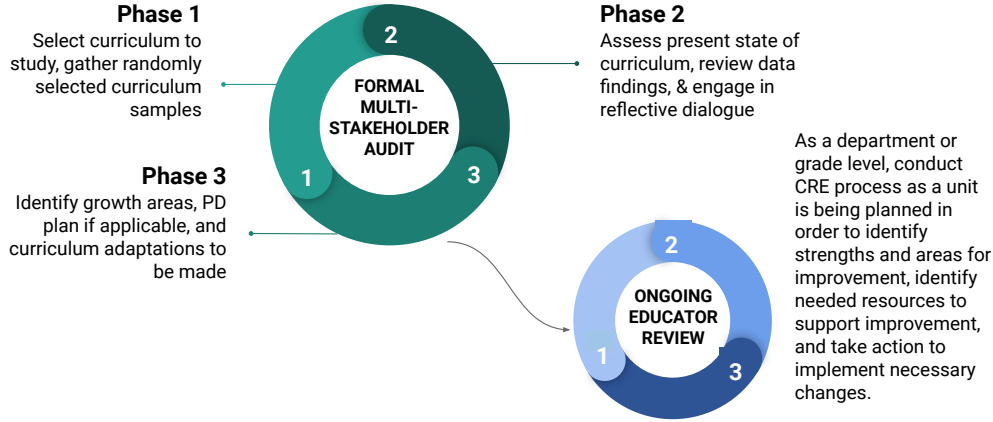 Phase 1
Select curriculum to
study, gather randomly
selected curriculum
samples
Phase 2
Assess present state of
curriculum, review data
findings, & engage in
reflective dialogue
Phase 3
Identify growth areas, PD
plan if applicable, and
curriculum adaptations to
be made
FORMAL
MULTI-
STAKEHOLDER
AUDIT
1
2
3
ONGOING
EDUCATOR
REVIEW
1
2
3
As a department or
grade level, conduct
CRE process as a unit
is being planned in
order to identify
strengths and areas for
improvement, identify
needed resources to
support improvement,
and take action to
implement necessary
changes.